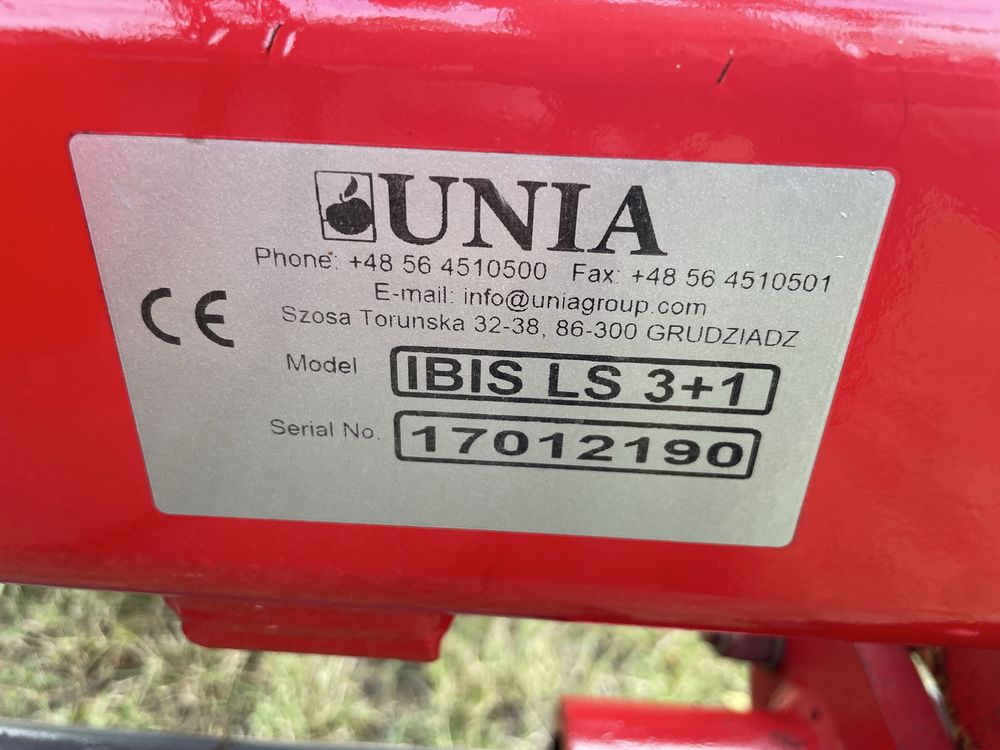 UNIA
Phone: +48 56 4510500 Fax: +48 56 4510501
E-mail: info@uniagroup.com
CE
Szosa Torunska 32-38, 86-300 GRUDZIADZ
Model IBIS LS 3+1
Serial No. 17012190